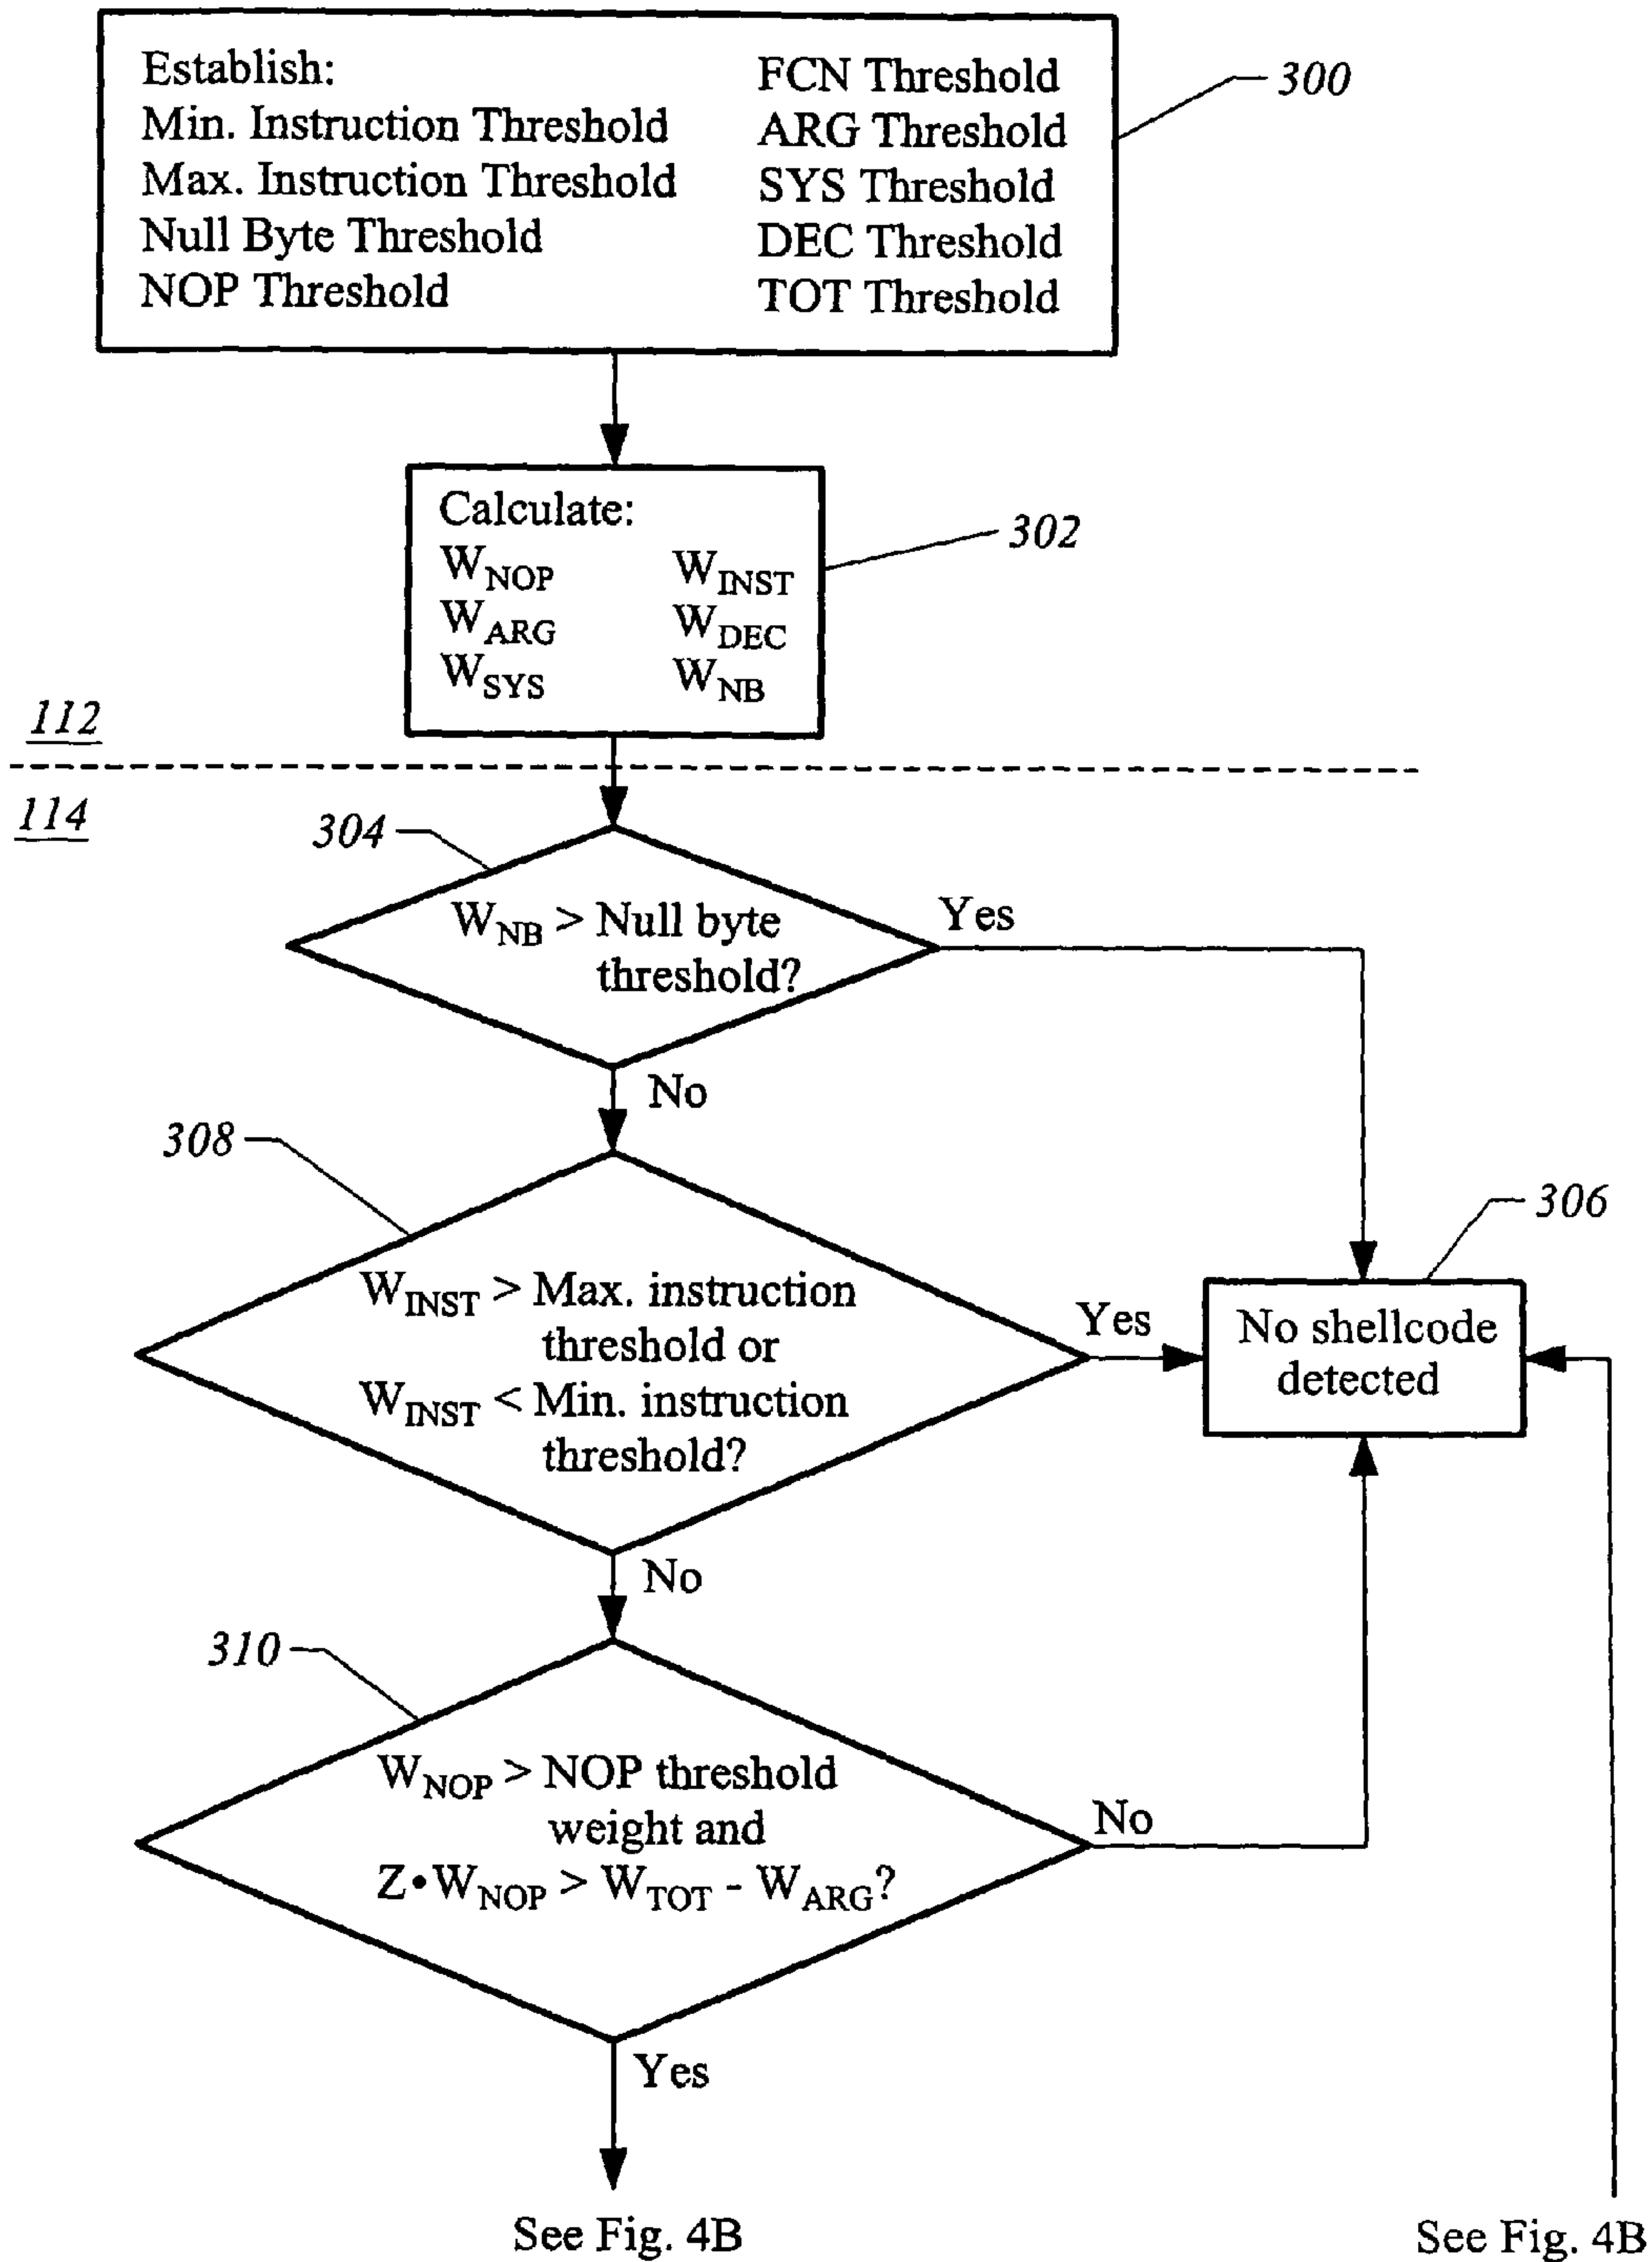 Establish:
Min. Instruction Threshold
Max. Instruction Threshold
Null Byte Threshold
NOP Threshold
FCN Threshold
ARG Threshold
SYS Threshold
DEC Threshold
TOT Threshold
300
Calculate:
W_NOP W_INST
W_ARG W_DEC
W_SYS W_NB
302
112
114
304
W_NB > Null byte
threshold?
Yes
No
308
W_INST > Max. instruction
threshold or
W_INST < Min. instruction
threshold?
Yes
306
No shellcode
detected
No
310
W_NOP > NOP threshold
weight and
Z•W_NOP > W_TOT - W_ARG?
No
Yes
See Fig. 4B
See Fig. 4B